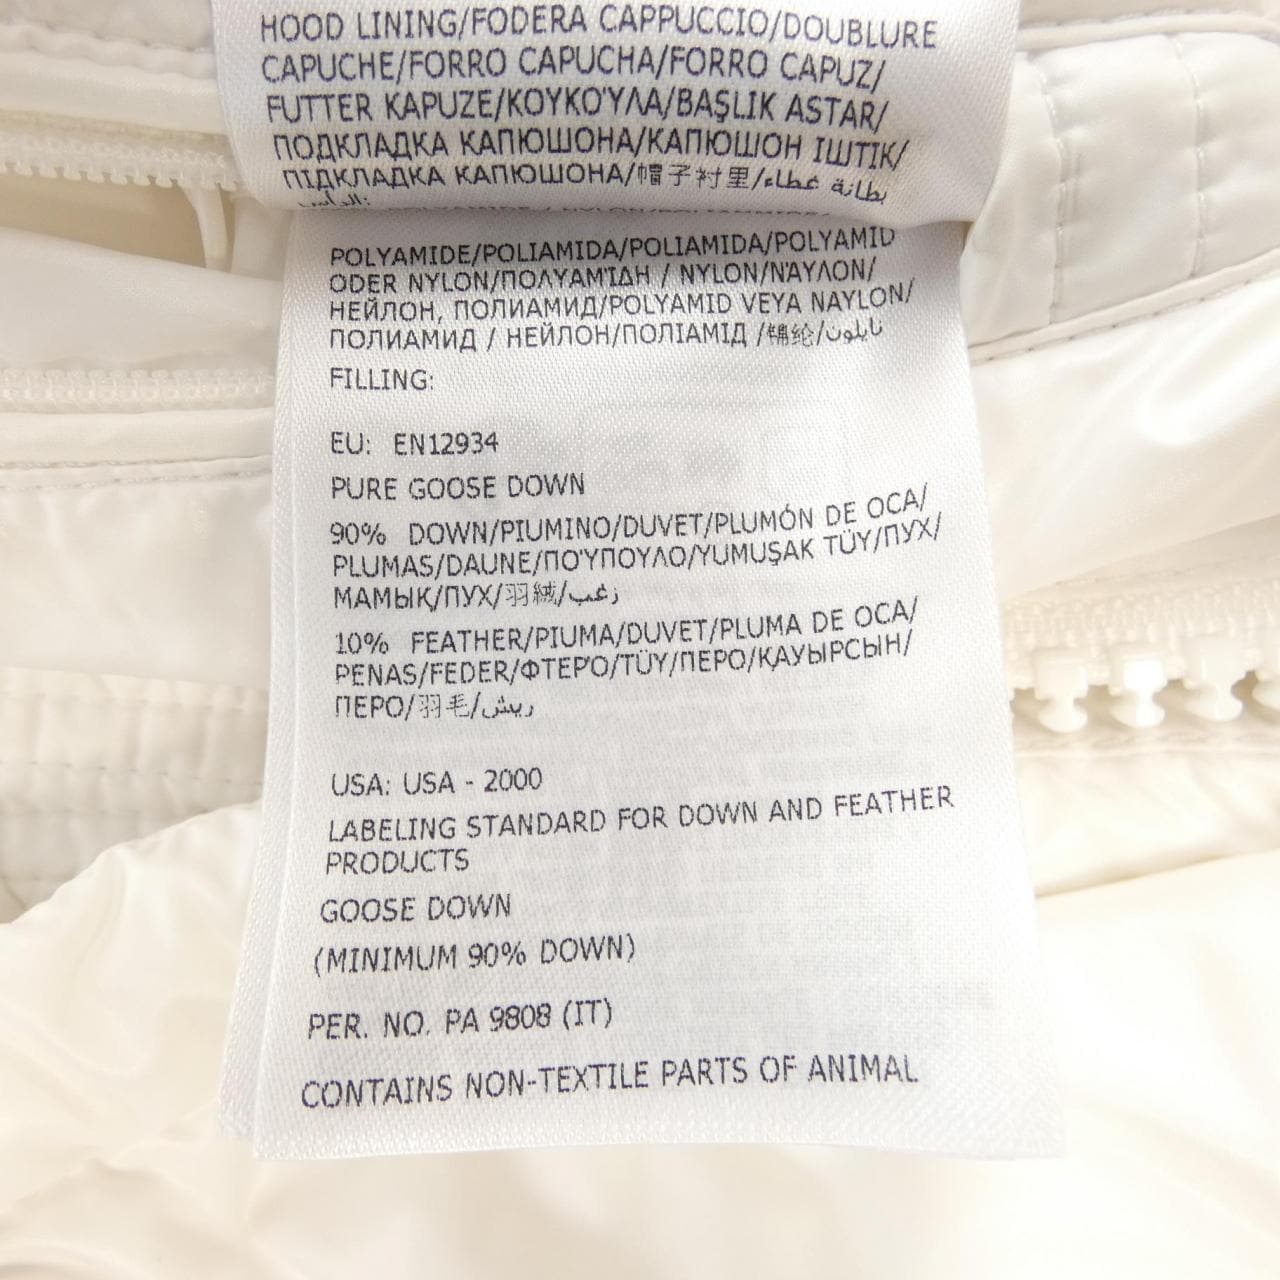 HOOD LINING/FODERA CAPPUCCIO/DOUBLURE
CAPUCHE/FORRO CAPUCHA/FORRO CAPUZ/
FUTTER KAPUZE/ΚΟΥΚΟΎΛΑ/BAŞLIK ASTAR/
ПОДКЛАДКА КАПЮШОНА/КАПЮШОН ІШТІК/
ПІДКЛАДКА КАПЮШОНА/帽子衬里/بطانة غطاء
الرأس:
POLYAMIDE/POLIAMIDA/POLIAMIDA/POLYAMID
ODER NYLON/ΠΟΛΥΑΜΊΔΗ / NYLON/ΝΆΥΛΟΝ/
НЕЙЛОН, ПОЛИАМИД/POLYAMID VEYA NAYLON/
ПОЛИАМИД / НЕЙЛОН/ПОЛІАМІД /锦纶/نايلون
FILLING:
EU: EN12934
PURE GOOSE DOWN
90% DOWN/PIUMINO/DUVET/PLUMÓN DE OCA/
PLUMAS/DAUNE/ΠΟΎΠΟΥΛΟ/YUMUŞAK TÜY/ПУХ/
МАМЫҚ/ПУХ/羽絨/زغب
10% FEATHER/PIUMA/DUVET/PLUMA DE OCA/
PENAS/FEDER/ΦΤΕΡΌ/TÜY/ПЕРО/ҚАУЫРСЫН/
ПЕРО/羽毛/ريش
USA: USA - 2000
LABELING STANDARD FOR DOWN AND FEATHER
PRODUCTS
GOOSE DOWN
(MINIMUM 90% DOWN)
PER. NO. PA 9808 (IT)
CONTAINS NON-TEXTILE PARTS OF ANIMAL